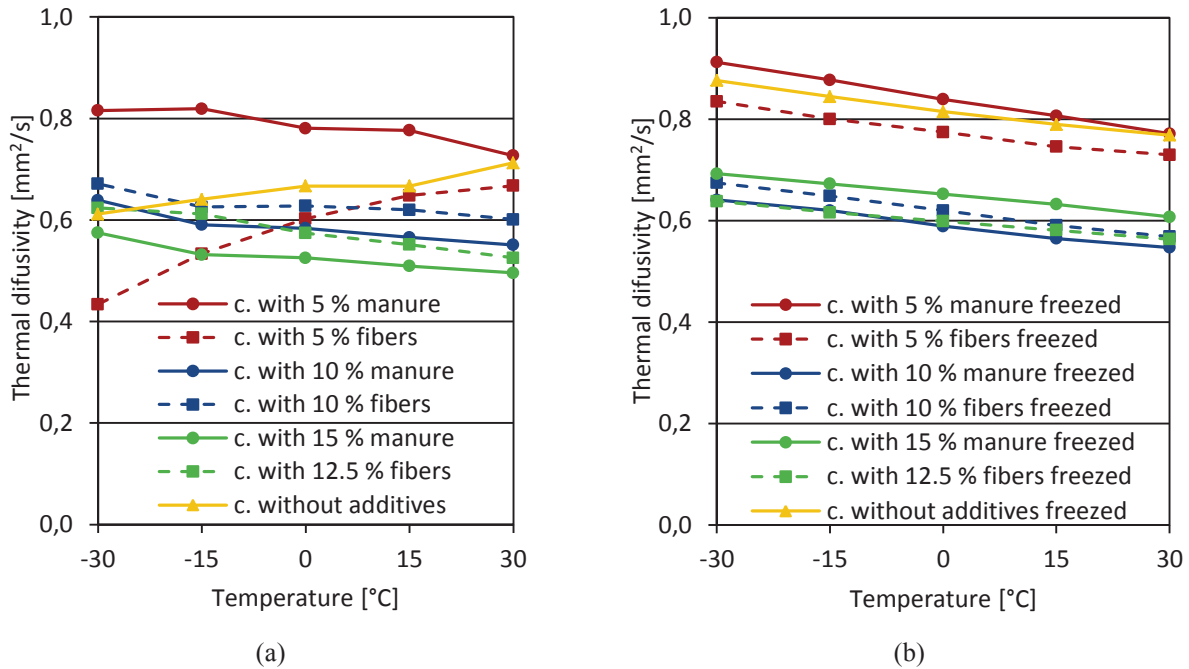 Thermal difusivity [mm²/s]
1,0
0,8
0,6
0,4
0,2
0,0
c. with 5 % manure
c. with 5 % fibers
c. with 10 % manure
c. with 10 % fibers
c. with 15 % manure
c. with 12.5 % fibers
c. without additives
-30 -15 0 15 30
Temperature [°C]
(a)
Thermal difusivity [mm²/s]
1,0
0,8
0,6
0,4
0,2
0,0
c. with 5 % manure freezed
c. with 5 % fibers freezed
c. with 10 % manure freezed
c. with 10 % fibers freezed
c. with 15 % manure freezed
c. with 12.5 % fibers freezed
c. without additives freezed
-30 -15 0 15 30
Temperature [°C]
(b)